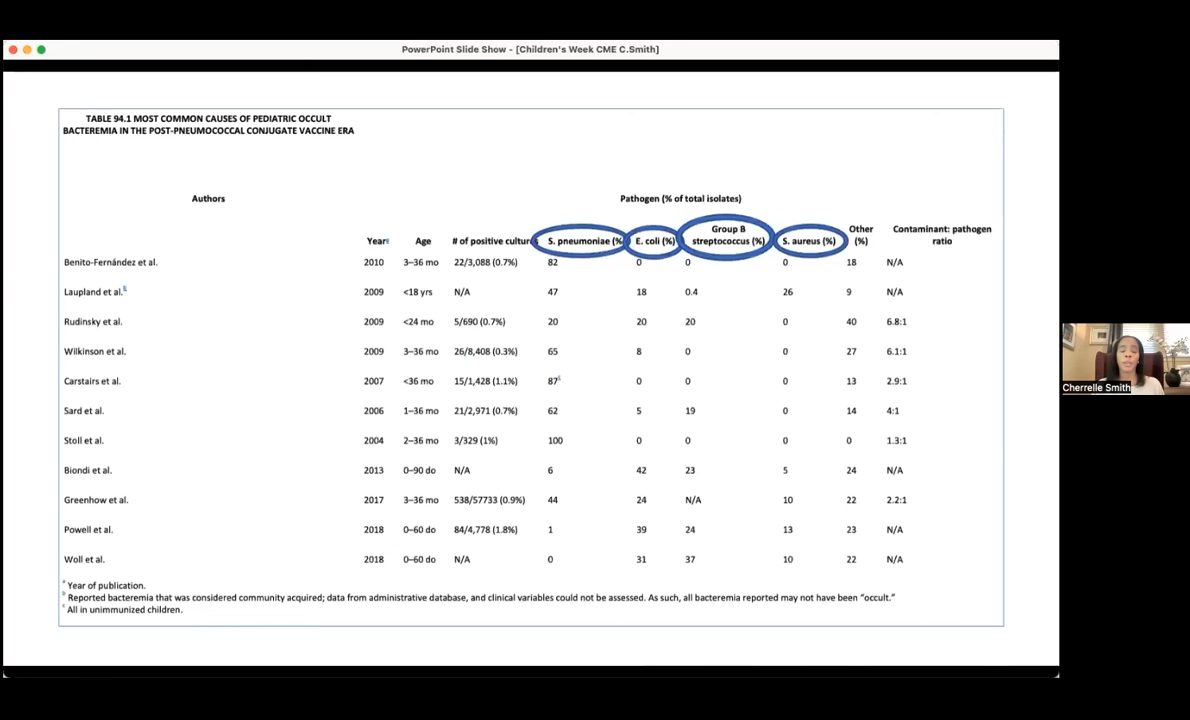 PowerPoint Slide Show - [Children's Week CME C.Smith]
TABLE 94.1 MOST COMMON CAUSES OF PEDIATRIC OCCULT
BACTEREMIA IN THE POST-PNEUMOCOCCAL CONJUGATE VACCINE ERA
Authors Pathogen (% of total isolates)
Yearª Age # of positive cultures S. pneumoniae (%) E. coli (%) Group B streptococcus (%) S. aureus (%) Other (%) Contaminant: pathogen ratio
Benito-Fernández et al. 2010 3–36 mo 22/3,088 (0.7%) 82 0 0 0 18 N/A
Laupland et al.ᵇ 2009 <18 yrs N/A 47 18 0.4 26 9 N/A
Rudinsky et al. 2009 <24 mo 5/690 (0.7%) 20 20 20 0 40 6.8:1
Wilkinson et al. 2009 3–36 mo 26/8,408 (0.3%) 65 8 0 0 27 6.1:1
Carstairs et al. 2007 <36 mo 15/1,428 (1.1%) 87ᶜ 0 0 0 13 2.9:1
Sard et al. 2006 1–36 mo 21/2,971 (0.7%) 62 5 19 0 14 4:1
Stoll et al. 2004 2–36 mo 3/329 (1%) 100 0 0 0 0 1.3:1
Biondi et al. 2013 0–90 do N/A 6 42 23 5 24 N/A
Greenhow et al. 2017 3–36 mo 538/57733 (0.9%) 44 24 N/A 10 22 2.2:1
Powell et al. 2018 0–60 do 84/4,778 (1.8%) 1 39 24 13 23 N/A
Woll et al. 2018 0–60 do N/A 0 31 37 10 22 N/A
ª Year of publication.
ᵇ Reported bacteremia that was considered community acquired; data from administrative database, and clinical variables could not be assessed. As such, all bacteremia reported may not have been "occult."
ᶜ All in unimmunized children.
Cherrelle Smith